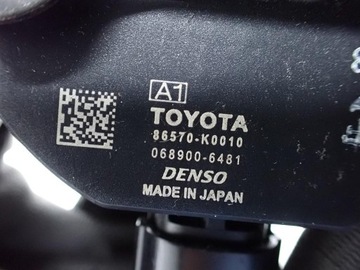 A1
TOYOTA
86570-K0010
068900-6481
DENSO
MADE IN JAPAN